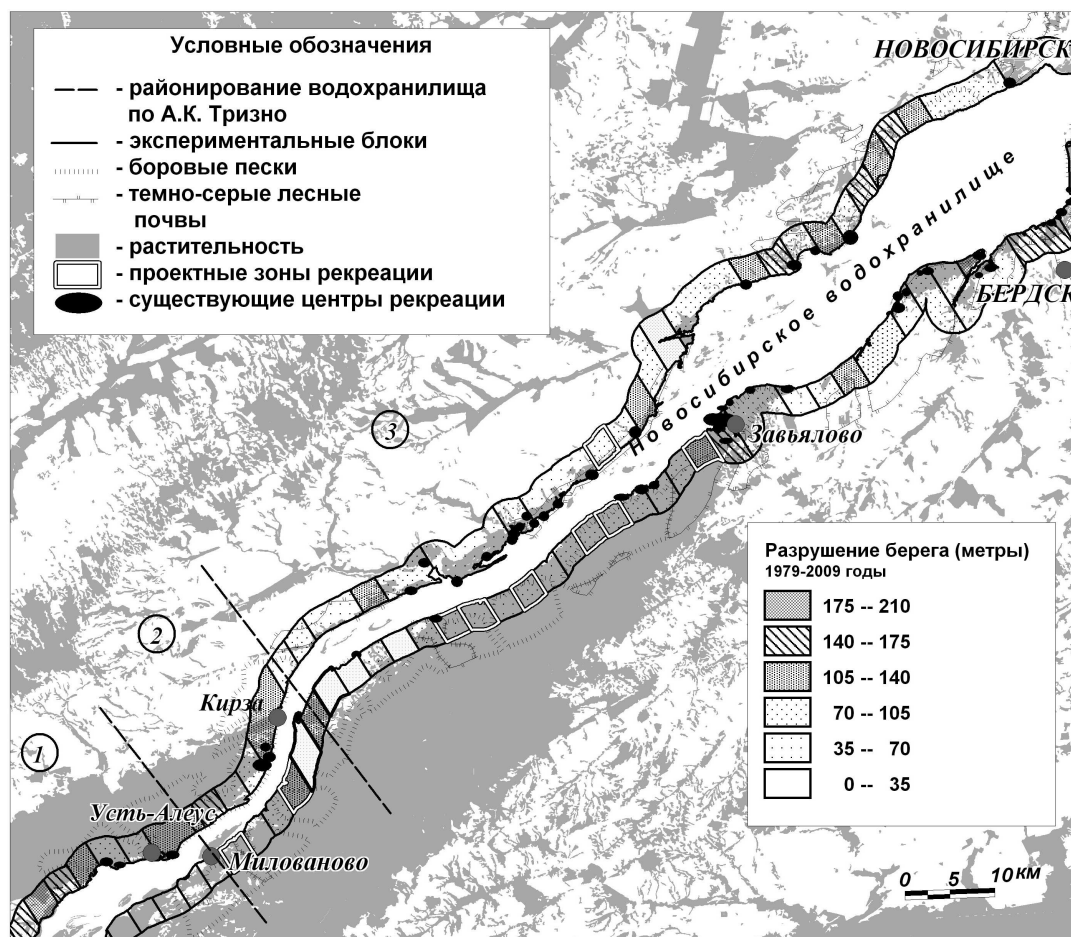 Условные обозначения
- районирование водохранилища
по А.К. Тризно
- экспериментальные блоки
- боровые пески
- темно-серые лесные
почвы
- растительность
- проектные зоны рекреации
- существующие центры рекреации
НОВОСИБИРСК
Новосибирское водохранилище
БЕРДСК
Завьялово
3
2
Кирза
1
Усть-Алеус
Милованово
Разрушение берега (метры)
1979-2009 годы
175 -- 210
140 -- 175
105 -- 140
70 -- 105
35 -- 70
0 -- 35
0 5 10 км